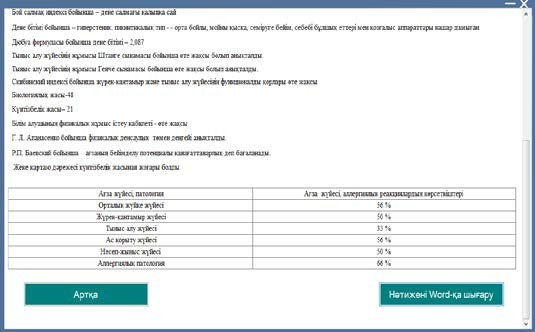 Бой салмақ индексі бойынша – дене салмағы қалыпқа сай
Дене бітімі бойынша – гиперстеник, пикникалық тип - - орта бойлы, мойны қысқа, семіруге бейім, себебі бұлшық еттері мен қозғалыс аппараттары нашар дамыған
Дюбуа формуласы бойынша дене бітімі – 2,087
Тыныс алу жүйесінің жұмысы Штанге сынамасы бойынша өте жақсы болып анықталды.
Тыныс алу жүйесінің жұмысы Генче сынамасы бойынша өте жақсы болып анықталды.
Скибинский индексі бойынша жүрек-қантамыр және тыныс алу жүйесінің функционалды қорлары өте жақсы
Биологиялық жасы-48
Күнтізбелік жасы– 21
Білім алушының физикалық жұмыс істеу қабілеті - өте жақсы
Г. Л. Апанасенко бойынша физикалық денсаулық төмен деңгейі анықталды.
Р.П. Баевский бойынша – ағзаның бейімделу потенциалы қанағаттанарлық деп бағаланады.
Және қартаю дәрежесі күнтізбелік жасынан жоғары болды
Ағза жүйесі, патология Ағза жүйесі, аллергиялық реакциялардың көрсеткіштері
Орталық жүйке жүйесі 56 %
Жүрек-қантамыр жүйесі 50 %
Тыныс алу жүйесі 33 %
Ас қорыту жүйесі 56 %
Несеп-жыныс жүйесі 50 %
Аллергиялық патология 66 %
Артқа Нәтижені Word-қа шығару